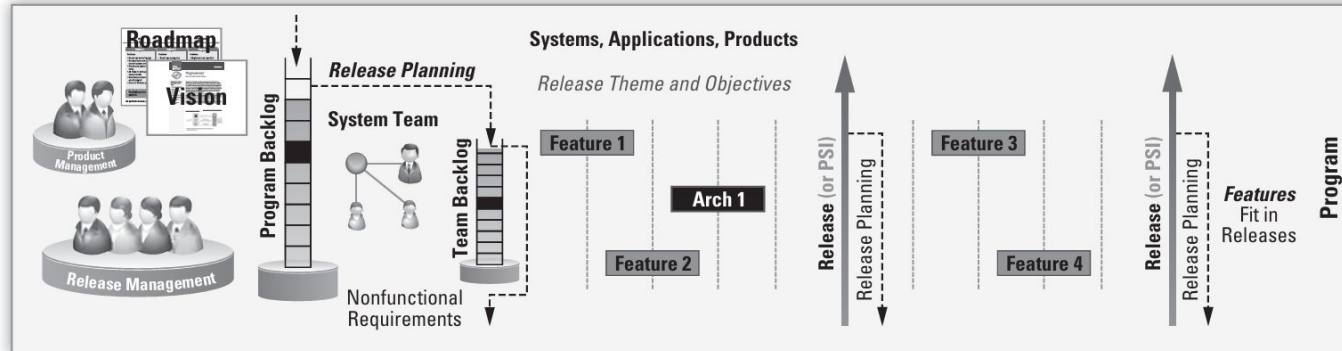 Roadmap
Vision
Product
Management
Release Management
Program Backlog
Release Planning
System Team
Team Backlog
Nonfunctional
Requirements
Systems, Applications, Products
Release Theme and Objectives
Feature 1
Feature 2
Arch 1
Release (or PSI)
Release Planning
Feature 3
Feature 4
Release (or PSI)
Release Planning
Features
Fit in
Releases
Program